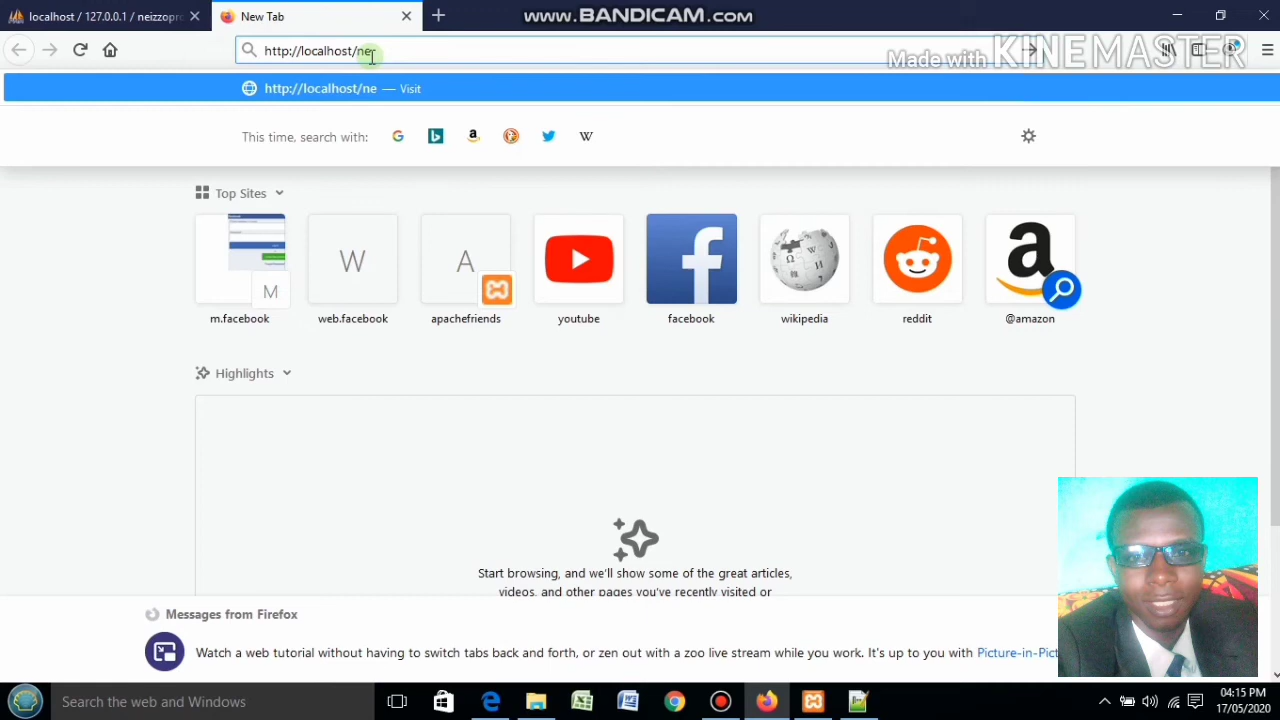 localhost / 127.0.0.1 / neizzopro
New Tab
www.BANDICAM.com
http://localhost/ne
Made with KINEMASTER
http://localhost/ne — Visit
This time, search with:
Top Sites
W
A
M
m.facebook
web.facebook
apachefriends
youtube
facebook
wikipedia
reddit
@amazon
Highlights
Start browsing, and we'll show some of the great articles,
videos, and other pages you've recently visited or
Messages from Firefox
Watch a web tutorial without having to switch tabs back and forth, or zen out with a zoo live stream while you work. It's up to you with Picture-in-Pict
Search the web and Windows
04:15 PM
17/05/2020